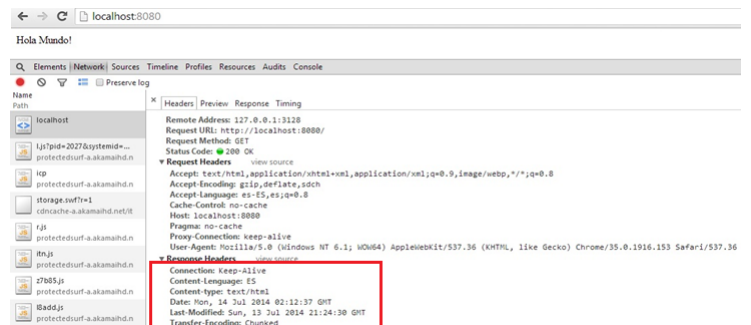 localhost:8080
Hola Mundo!
Elements Network Sources Timeline Profiles Resources Audits Console
Preserve log
Name
Path
× Headers Preview Response Timing
localhost
l.js?pid=2027&systemid=...
protectedsurf-a.akamaihd.n
icp
protectedsurf-a.akamaihd.n
storage.swf?r=1
cdncache-a.akamaihd.net/it
r.js
protectedsurf-a.akamaihd.n
itn.js
protectedsurf-a.akamaihd.n
z7b85.js
protectedsurf-a.akamaihd.n
l8add.js
protectedsurf-a.akamaihd.n
Remote Address: 127.0.0.1:3128
Request URL: http://localhost:8080/
Request Method: GET
Status Code: 200 OK
Request Headers view source
Accept: text/html,application/xhtml+xml,application/xml;q=0.9,image/webp,*/*;q=0.8
Accept-Encoding: gzip,deflate,sdch
Accept-Language: es-ES,es;q=0.8
Cache-Control: no-cache
Host: localhost:8080
Pragma: no-cache
Proxy-Connection: keep-alive
User-Agent: Mozilla/5.0 (Windows NT 6.1; WOW64) AppleWebKit/537.36 (KHTML, like Gecko) Chrome/35.0.1916.153 Safari/537.36
Response Headers view source
Connection: Keep-Alive
Content-Language: ES
Content-type: text/html
Date: Mon, 14 Jul 2014 02:12:37 GMT
Last-Modified: Sun, 13 Jul 2014 21:24:30 GMT
Transfer-Encoding: Chunked